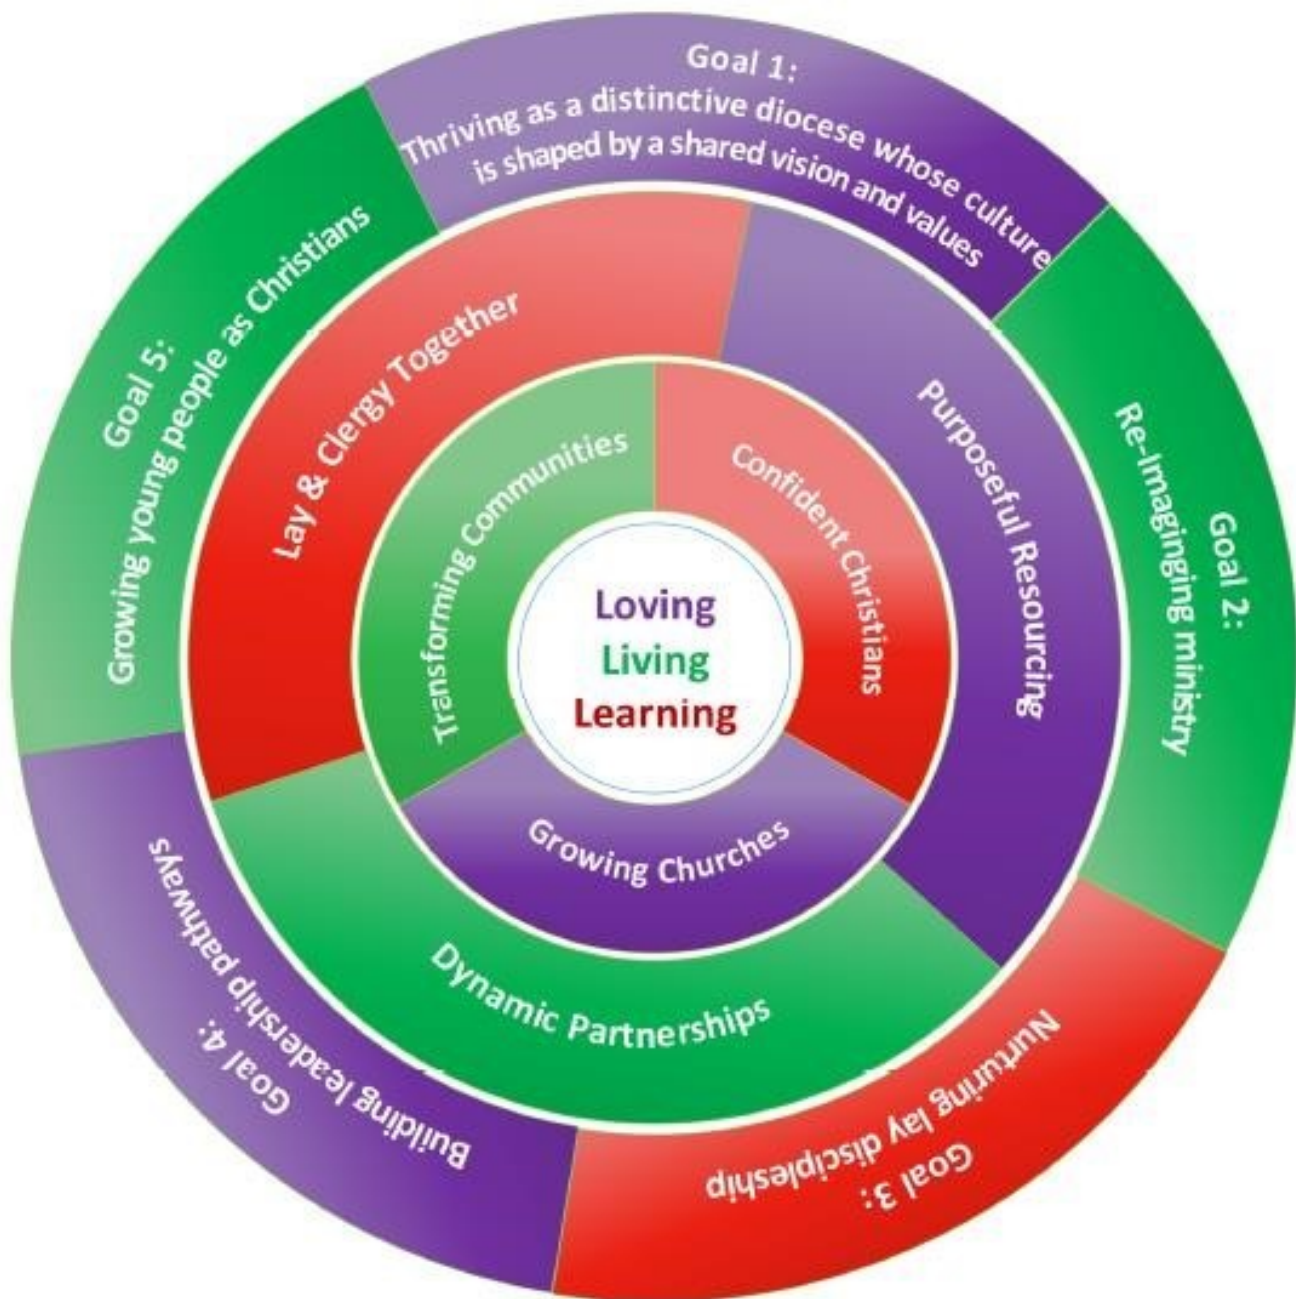 Goal 1:
Thriving as a distinctive diocese whose culture
is shaped by a shared vision and values
Goal 2:
Re-Imagining ministry
Goal 3:
Nurturing lay discipleship
Goal 4:
Building leadership pathways
Goal 5:
Growing young people as Christians
Lay & Clergy Together
Purposeful Resourcing
Dynamic Partnerships
Transforming Communities
Confident Christians
Growing Churches
Loving
Living
Learning